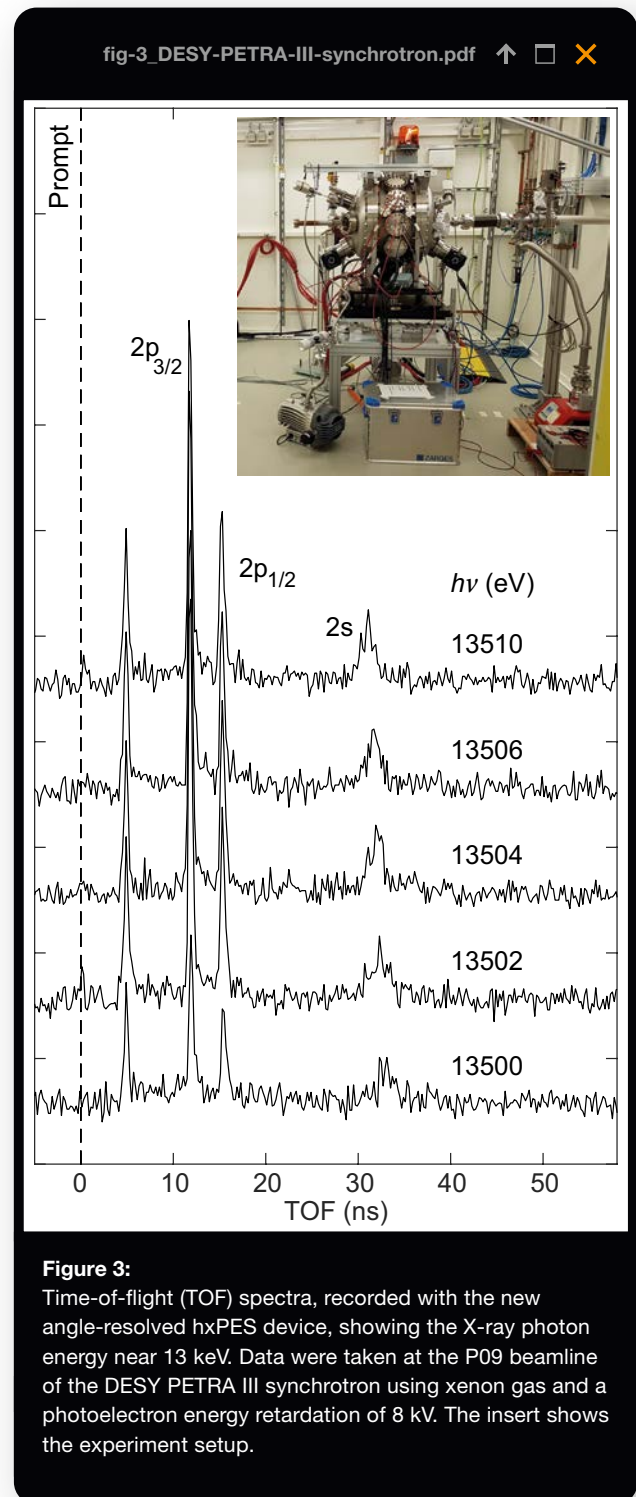 fig-3_DESY-PETRA-III-synchrotron.pdf
Prompt
2p3/2
2p1/2
hν (eV)
2s
13510
13506
13504
13502
13500
0 10 20 30 40 50
TOF (ns)
ZARGES
Figure 3:
Time-of-flight (TOF) spectra, recorded with the new
angle-resolved hxPES device, showing the X-ray photon
energy near 13 keV. Data were taken at the P09 beamline
of the DESY PETRA III synchrotron using xenon gas and a
photoelectron energy retardation of 8 kV. The insert shows
the experiment setup.